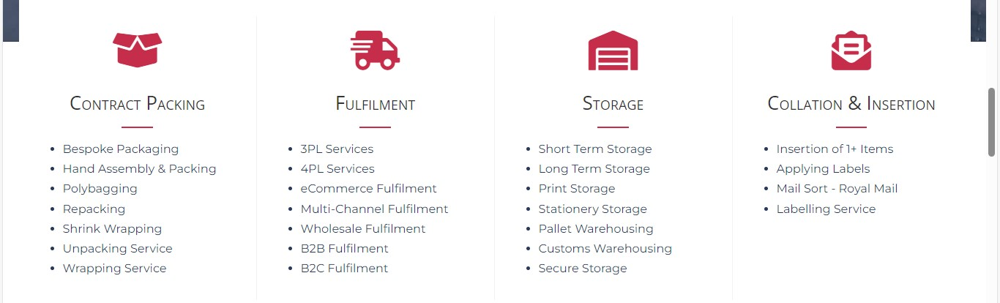 Contract Packing
Bespoke Packaging
Hand Assembly & Packing
Polybagging
Repacking
Shrink Wrapping
Unpacking Service
Wrapping Service
Fulfilment
3PL Services
4PL Services
eCommerce Fulfilment
Multi-Channel Fulfilment
Wholesale Fulfilment
B2B Fulfilment
B2C Fulfilment
Storage
Short Term Storage
Long Term Storage
Print Storage
Stationery Storage
Pallet Warehousing
Customs Warehousing
Secure Storage
Collation & Insertion
Insertion of 1+ Items
Applying Labels
Mail Sort - Royal Mail
Labelling Service